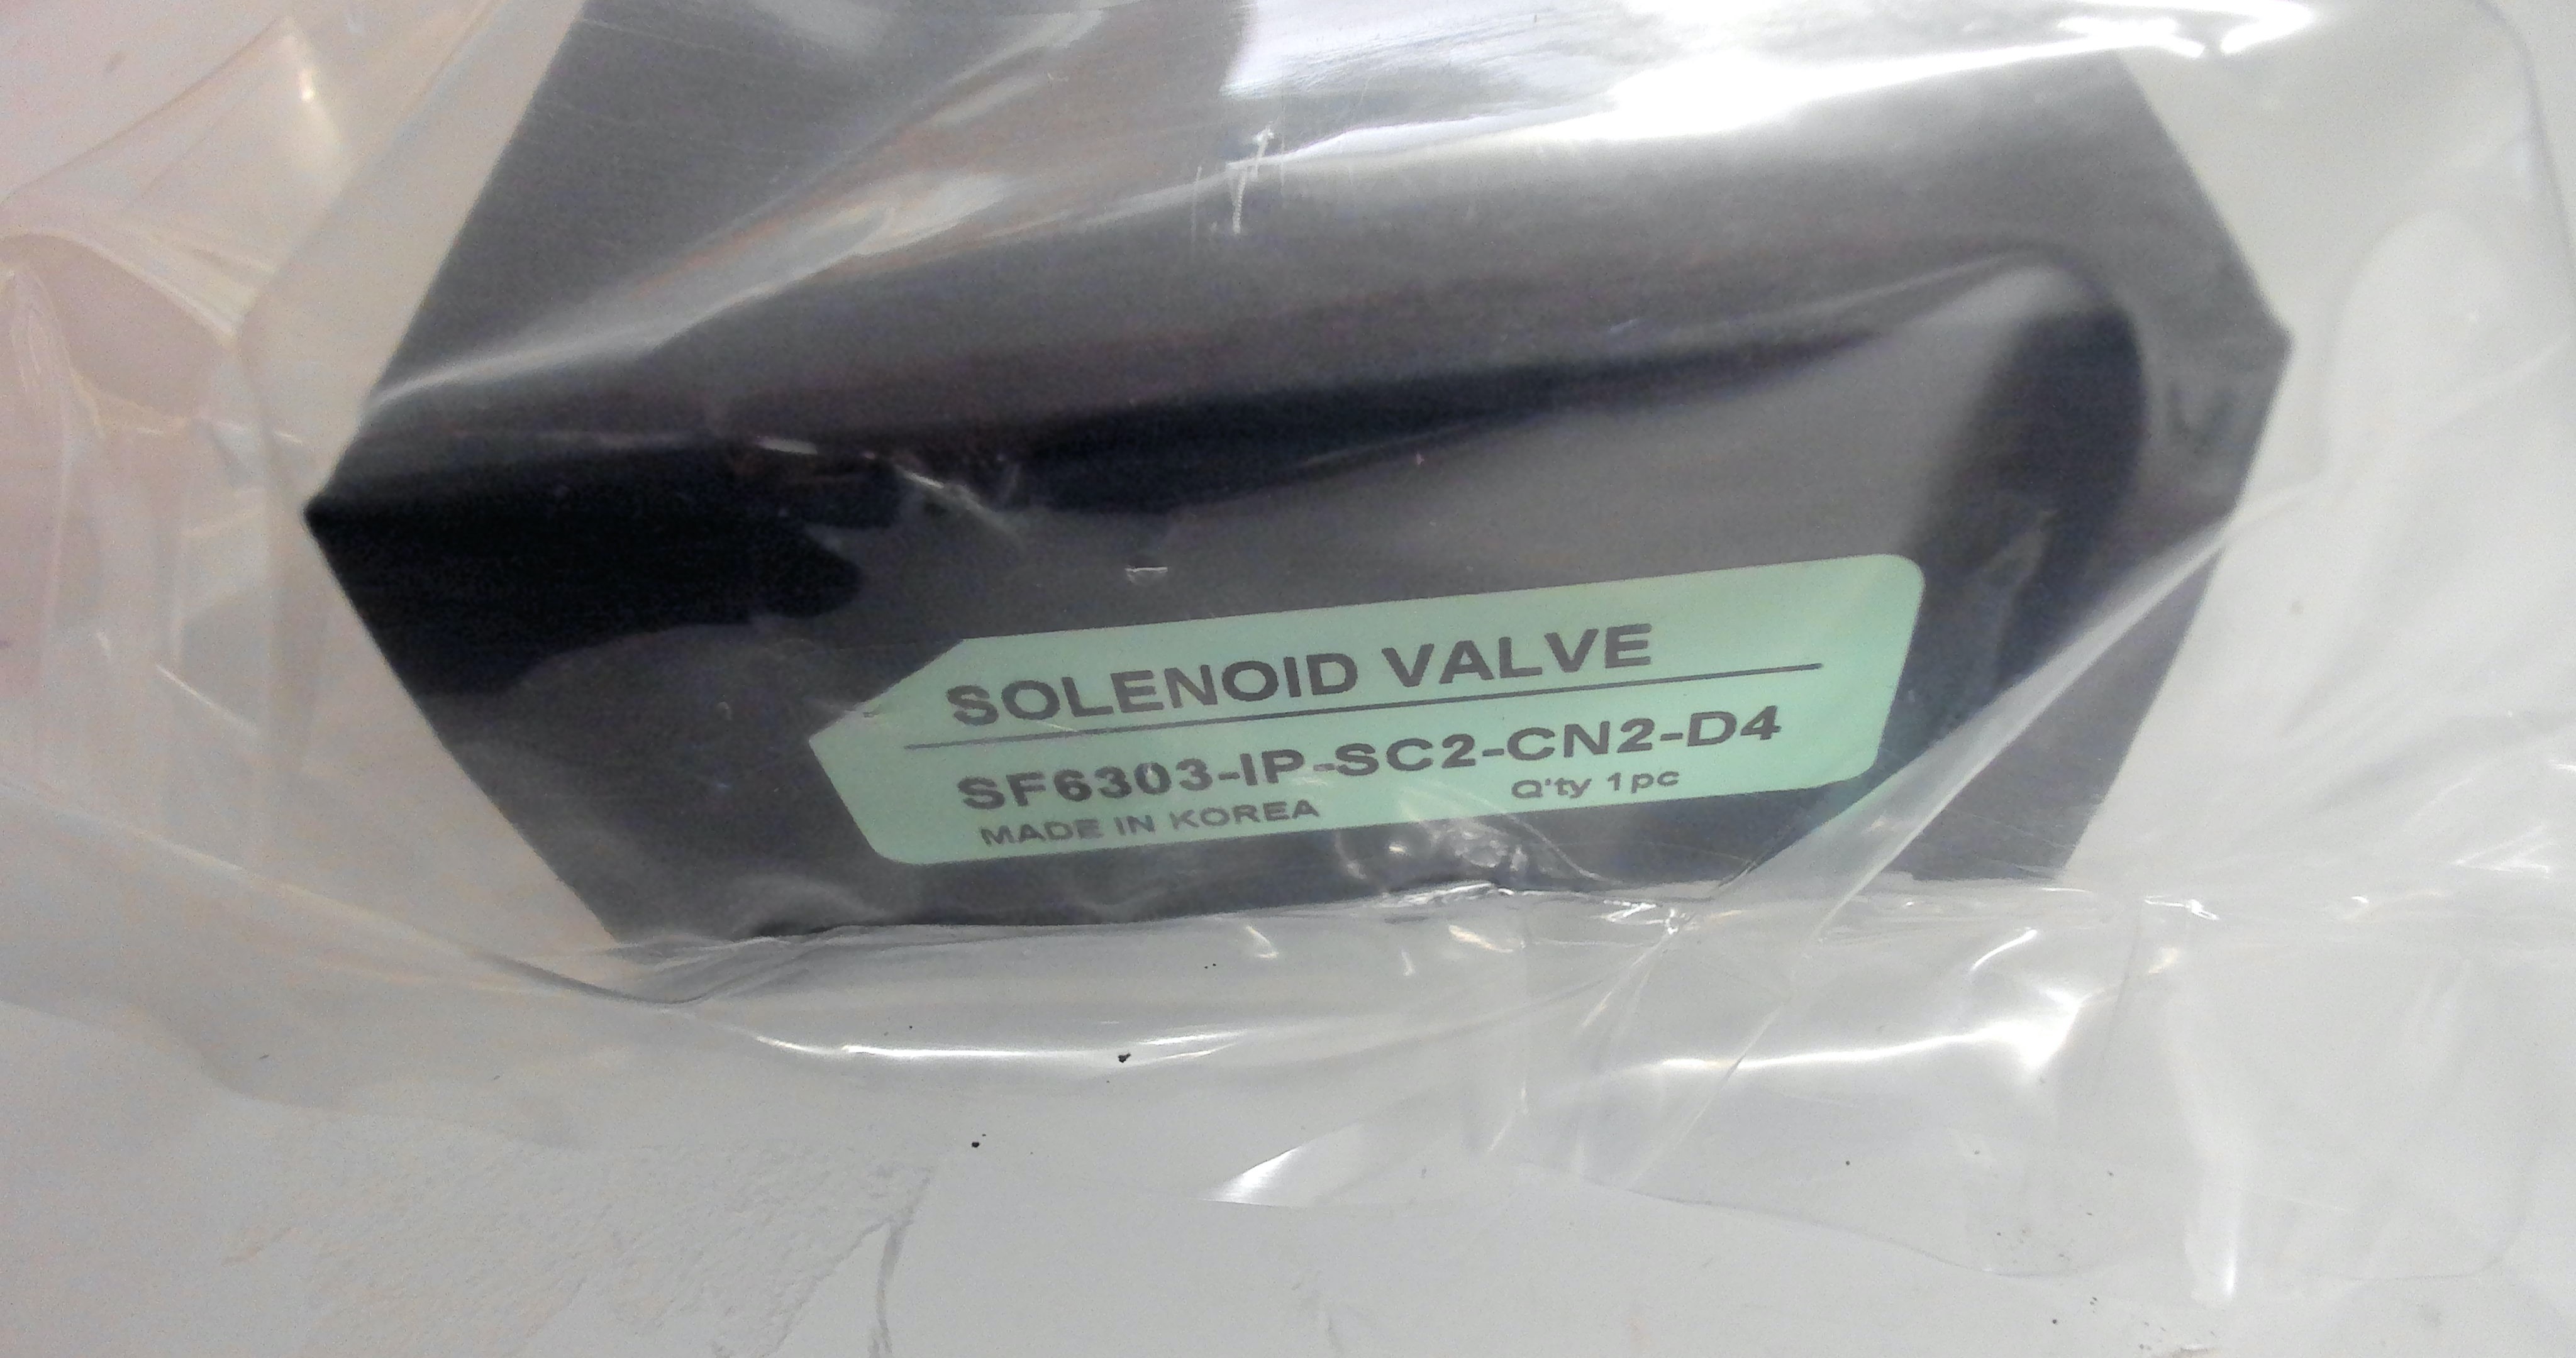 SOLENOID VALVE
SF6303-IP-SC2-CN2-D4
Q'ty 1pc
MADE IN KOREA